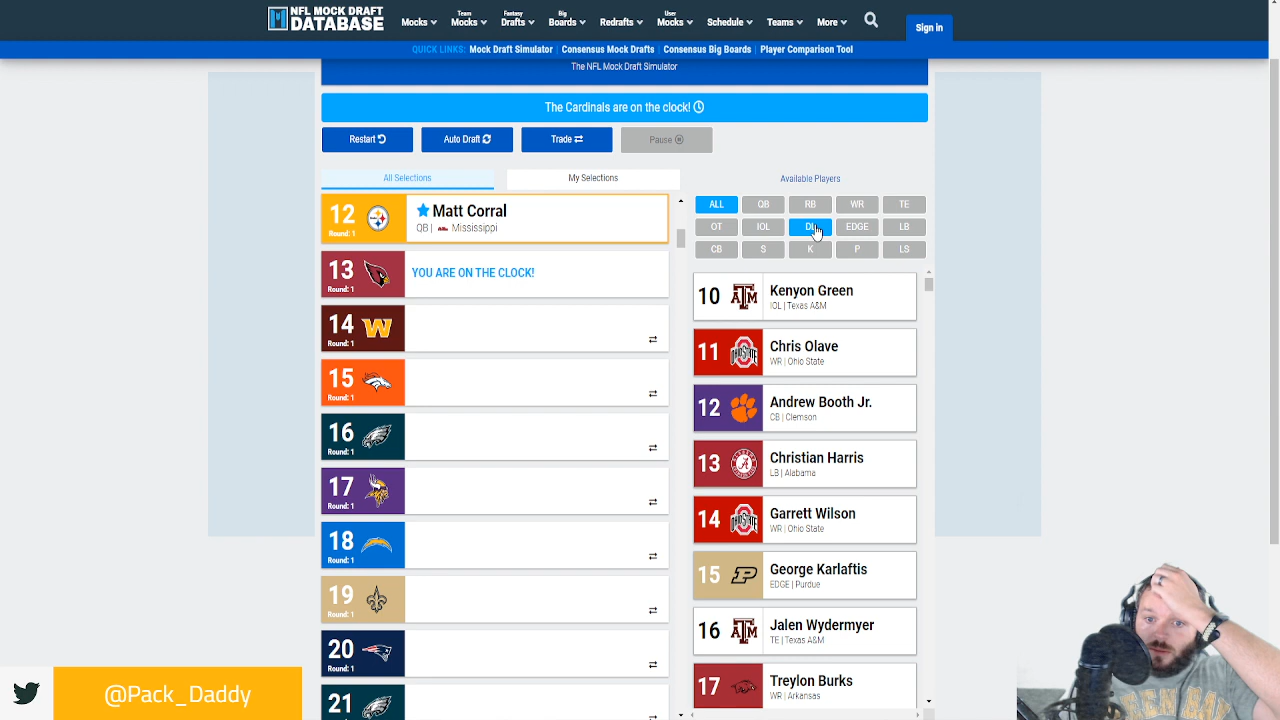 NFL MOCK DRAFT
DATABASE
Mocks
Team
Mocks
Fantasy
Drafts
Big
Boards
Redrafts
User
Mocks
Schedule
Teams
More
Sign in
QUICK LINKS: Mock Draft Simulator Consensus Mock Drafts Consensus Big Boards Player Comparison Tool
The NFL Mock Draft Simulator
The Cardinals are on the clock!
Restart Auto Draft Trade Pause
All Selections My Selections
12
Round: 1
Matt Corral
QB | Mississippi
13
Round: 1
YOU ARE ON THE CLOCK!
14
Round: 1
15
Round: 1
16
Round: 1
17
Round: 1
18
Round: 1
19
Round: 1
20
Round: 1
21
Available Players
ALL QB RB WR TE
OT IOL EDGE LB
CB S K P LS
10
Kenyon Green
IOL | Texas A&M
11
Chris Olave
WR | Ohio State
12
Andrew Booth Jr.
CB | Clemson
13
Christian Harris
LB | Alabama
14
Garrett Wilson
WR | Ohio State
15
George Karlaftis
EDGE | Purdue
16
Jalen Wydermyer
TE | Texas A&M
17
Treylon Burks
WR | Arkansas
@Pack_Daddy